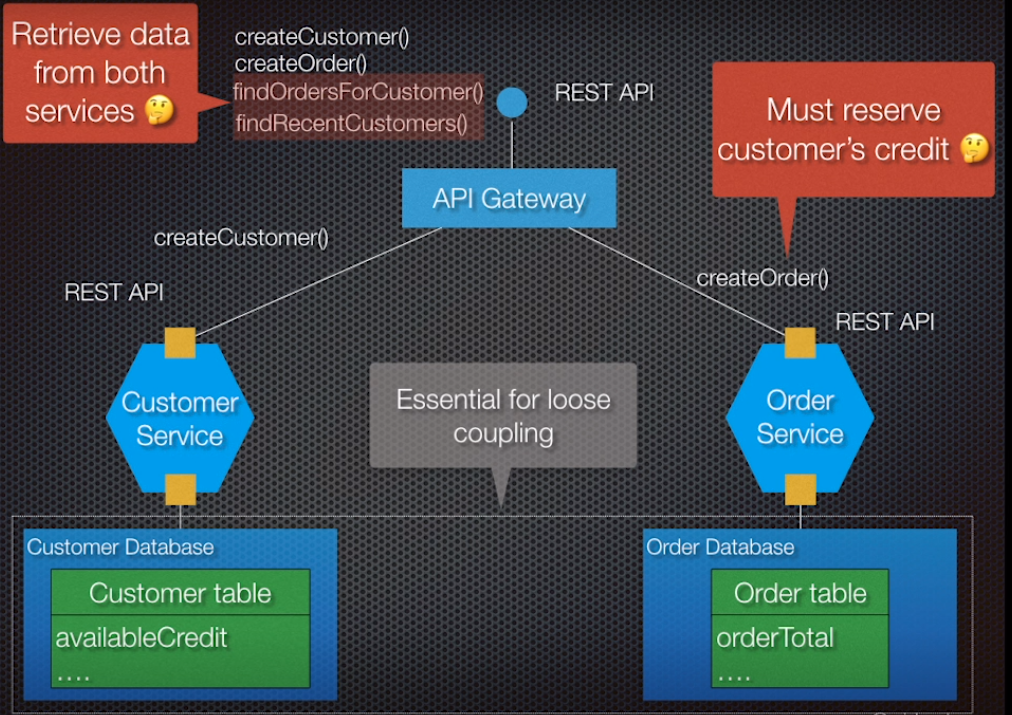 Retrieve data
from both
services 🤔
createCustomer()
createOrder()
findOrdersForCustomer()
findRecentCustomers()
REST API
Must reserve
customer's credit 🤔
API Gateway
createCustomer()
createOrder()
REST API
REST API
Customer
Service
Essential for loose
coupling
Order
Service
Customer Database
Customer table
availableCredit
....
Order Database
Order table
orderTotal
....